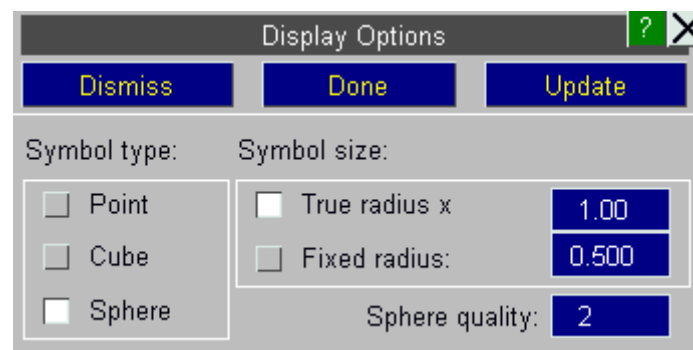 Display Options ? X
Dismiss Done Update
Symbol type: Symbol size:
Point True radius x 1.00
Cube Fixed radius: 0.500
Sphere Sphere quality: 2